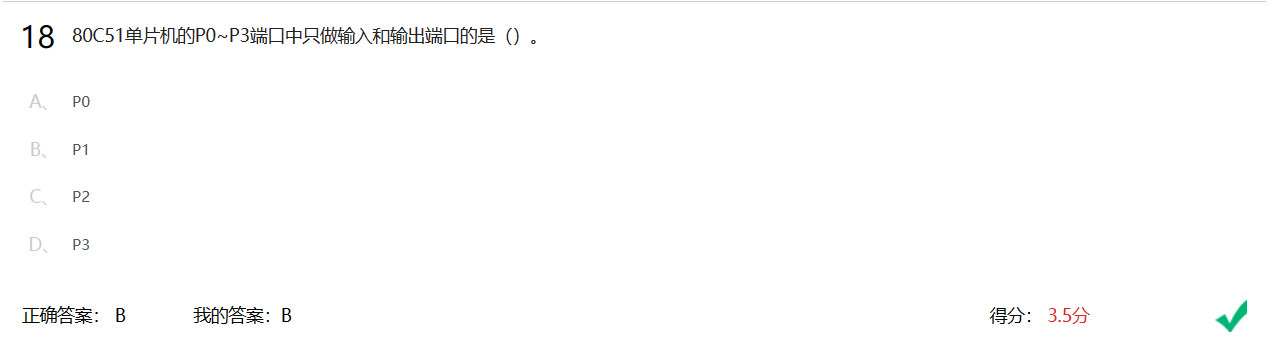 18 80C51单片机的P0~P3端口中只做输入和输出端口的是（）。
A、 P0
B、 P1
C、 P2
D、 P3
正确答案： B 我的答案：B 得分： 3.5分